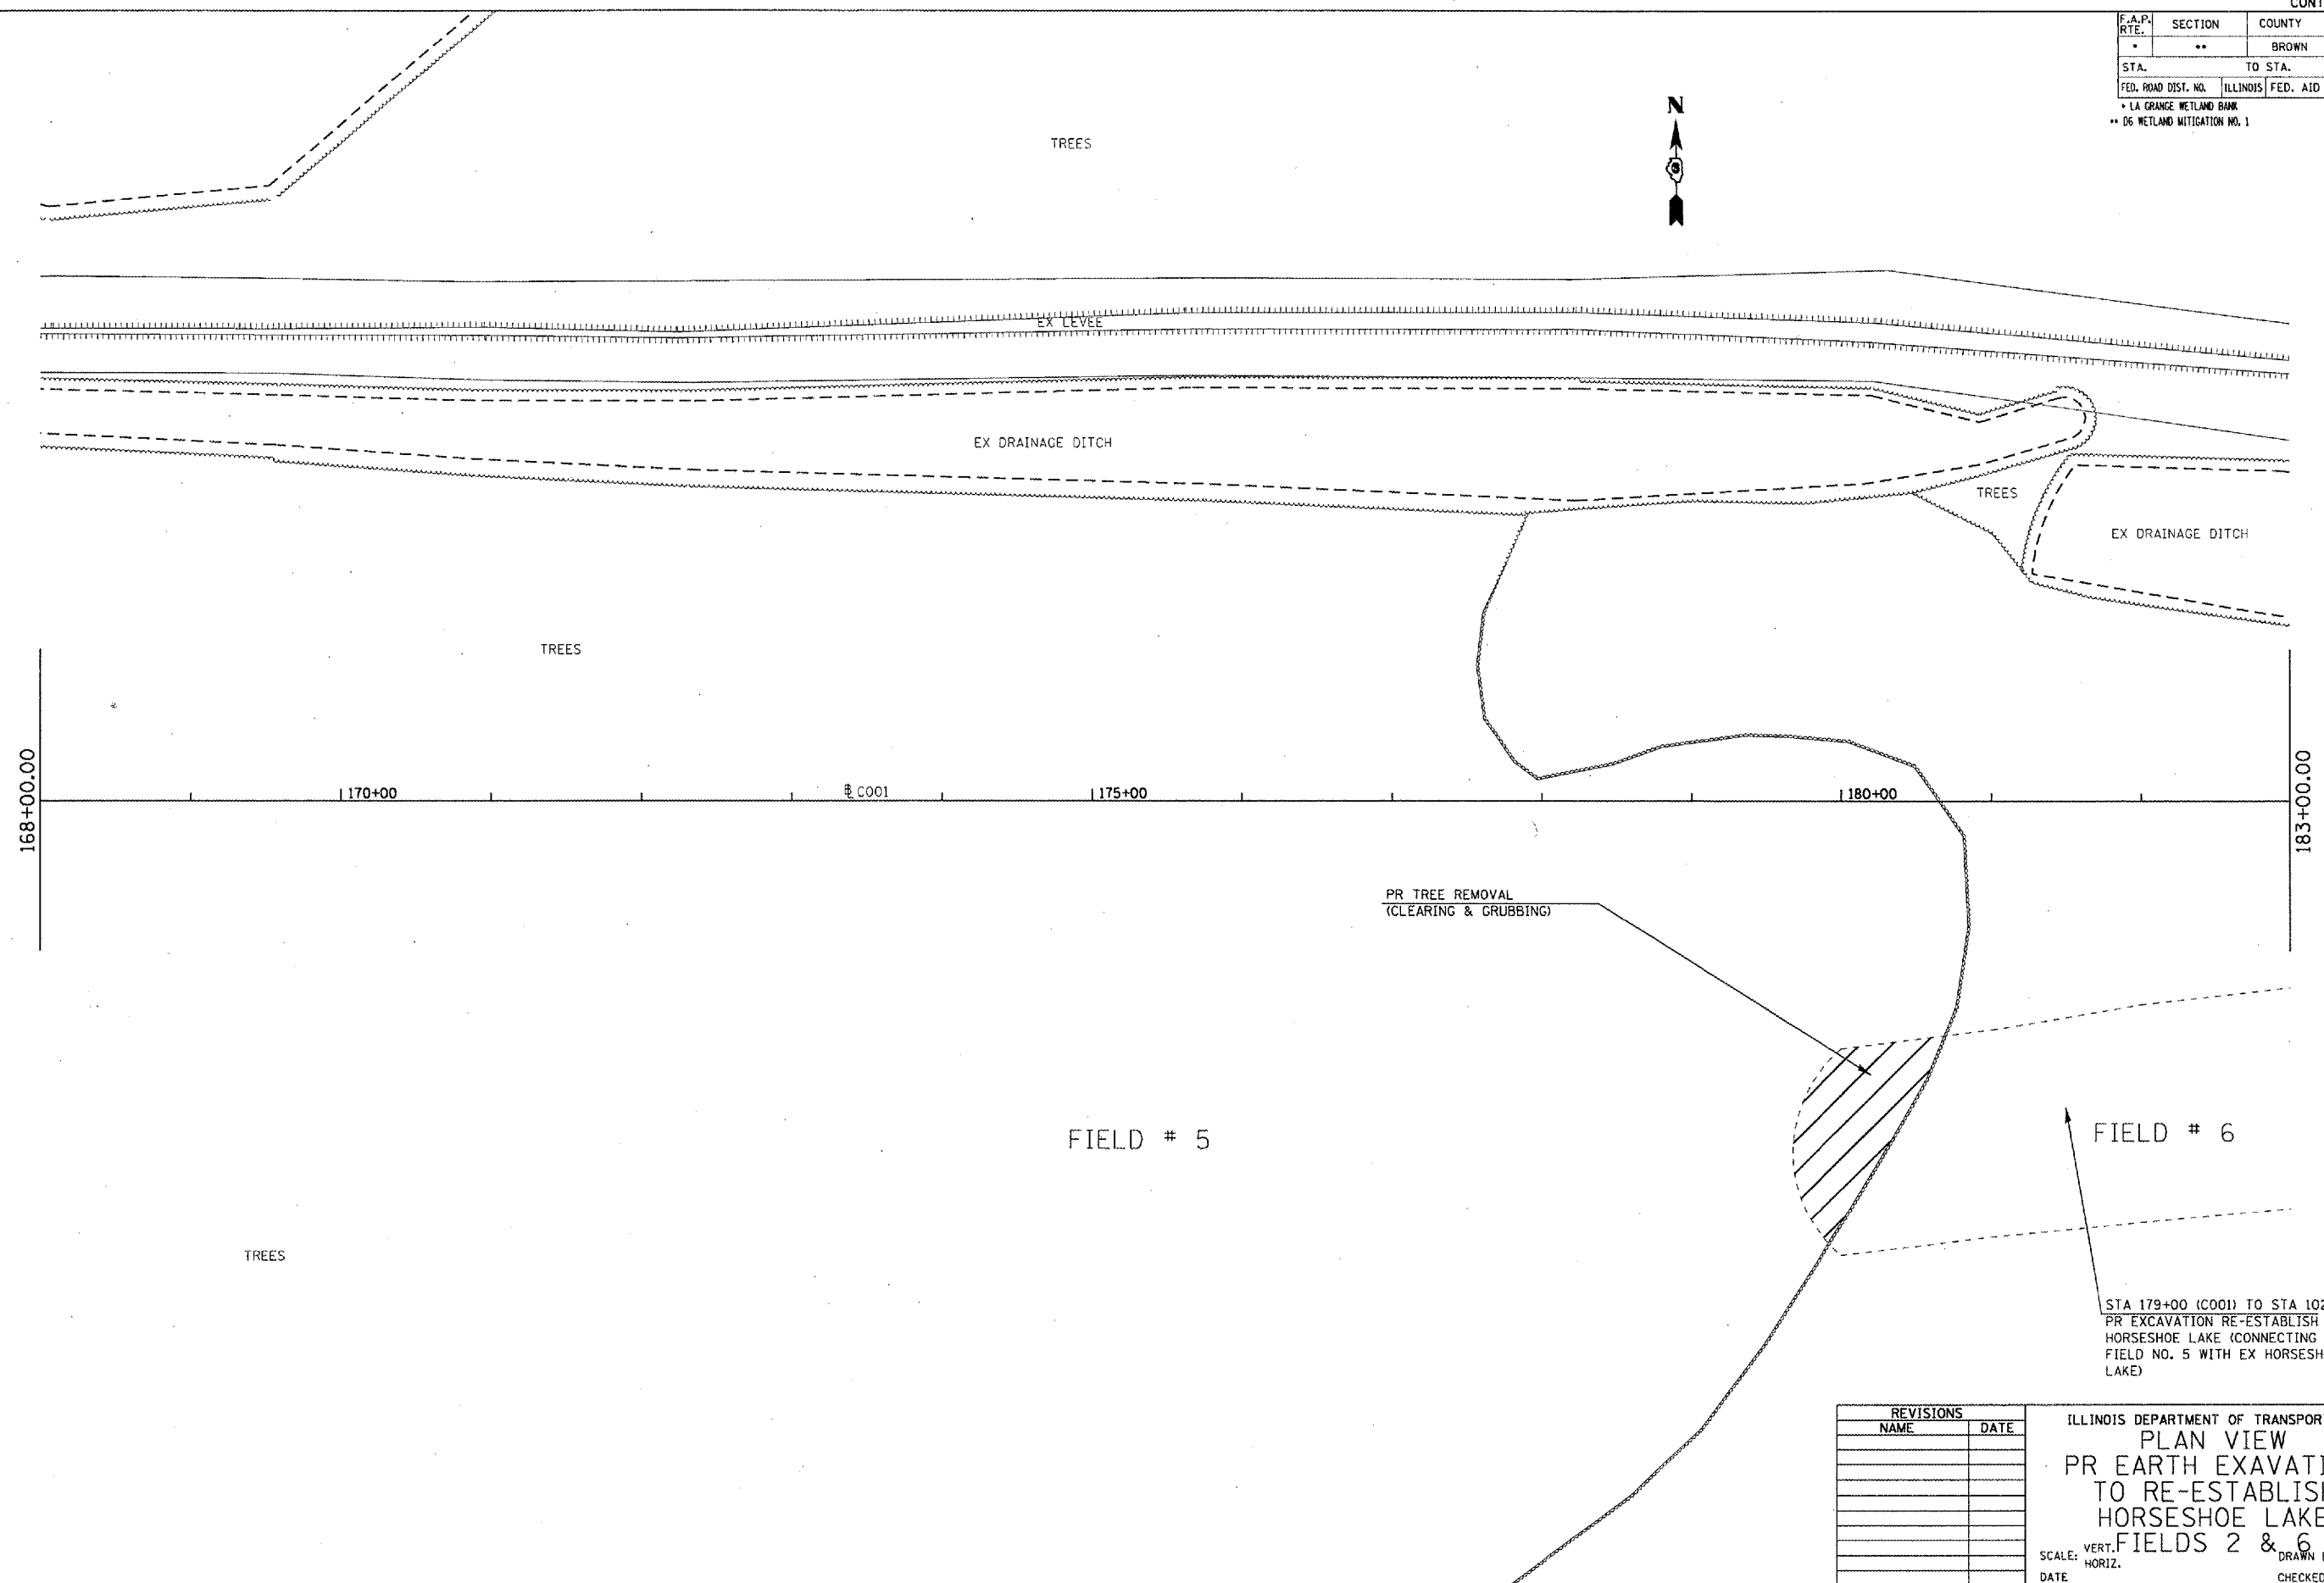 F.A.P. RTE. SECTION COUNTY
* ** BROWN
STA. TO STA.
FED. ROAD DIST. NO. ILLINOIS FED. AID
* LA GRANGE WETLAND BANK
** D6 WETLAND MITIGATION NO. 1
N
TREES
EX LEVEE
EX DRAINAGE DITCH
TREES
EX DRAINAGE DITCH
TREES
168+00.00
170+00
C001
175+00
180+00
183+00.00
PR TREE REMOVAL
(CLEARING & GRUBBING)
FIELD # 5
FIELD # 6
TREES
STA 179+00 (C001) TO STA 102
PR EXCAVATION RE-ESTABLISH
HORSESHOE LAKE (CONNECTING
FIELD NO. 5 WITH EX HORSESH
LAKE)
REVISIONS
NAME DATE
ILLINOIS DEPARTMENT OF TRANSPOR
PLAN VIEW
PR EARTH EXAVATI
TO RE-ESTABLIS
HORSESHOE LAKE
FIELDS 2 & 6
SCALE: VERT. HORIZ.
DRAWN
DATE
CHECKED